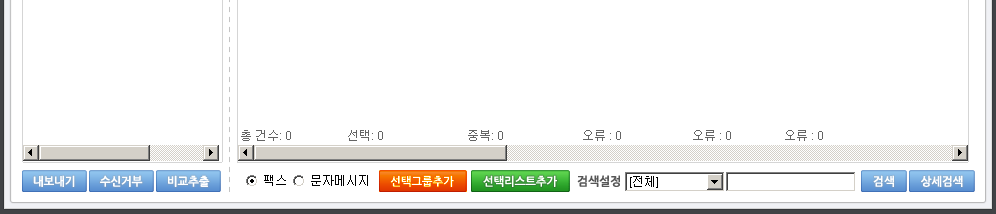 총 건수: 0 선택: 0 중복: 0 오류 : 0 오류 : 0 오류 : 0
내보내기 수신거부 비교추출 팩스 문자메시지 선택그룹추가 선택리스트추가 검색설정 [전체] 검색 상세검색